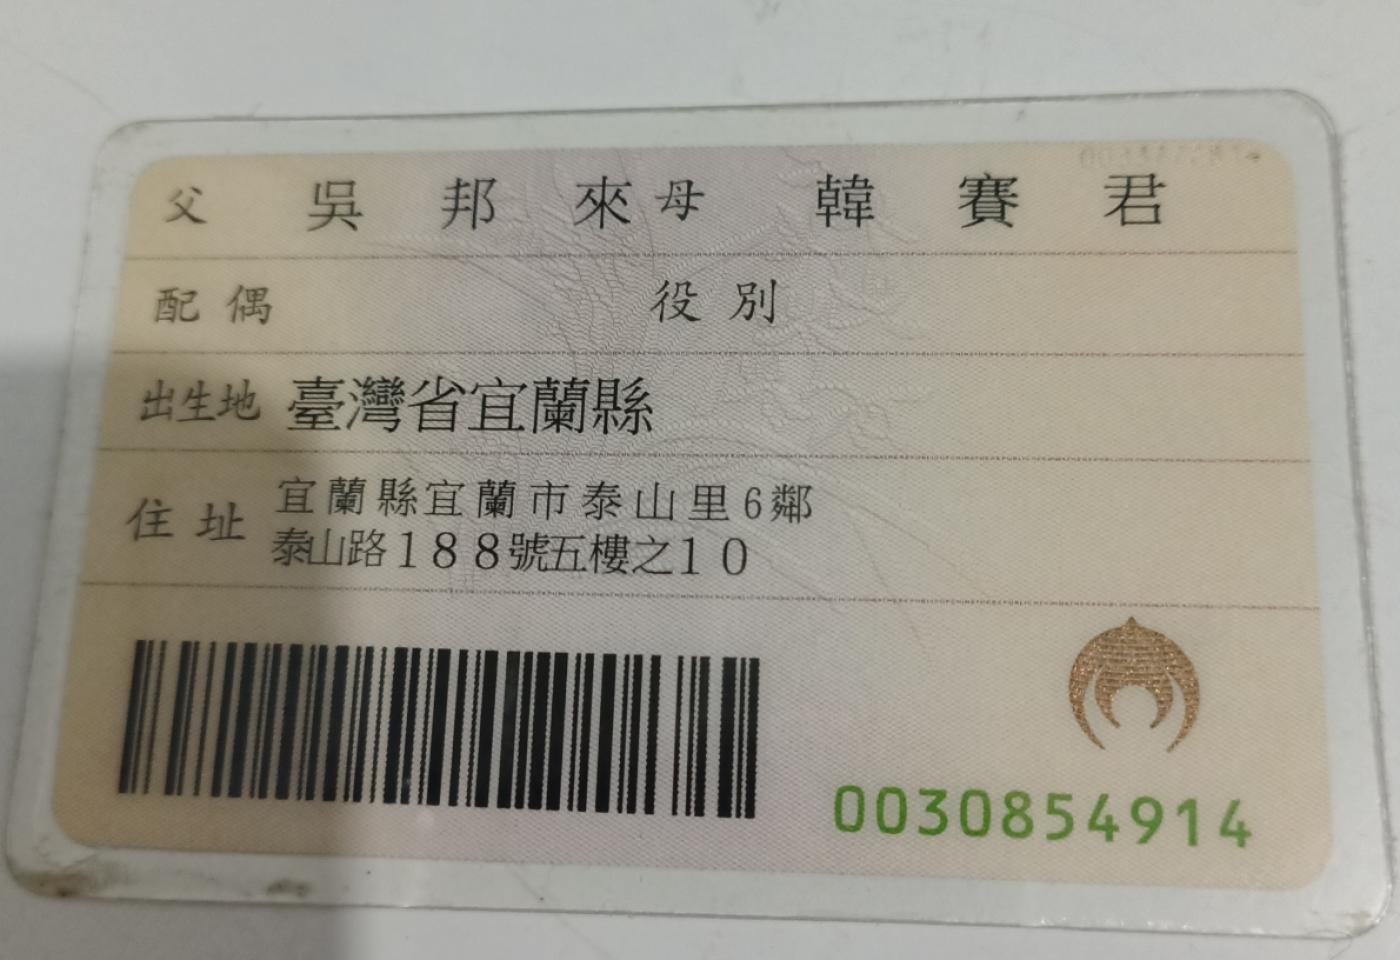 父 吳邦來 母 韓賽君
配偶 役別
出生地 臺灣省宜蘭縣
住址 宜蘭縣宜蘭市泰山里6鄰
泰山路188號五樓之10
0030854914